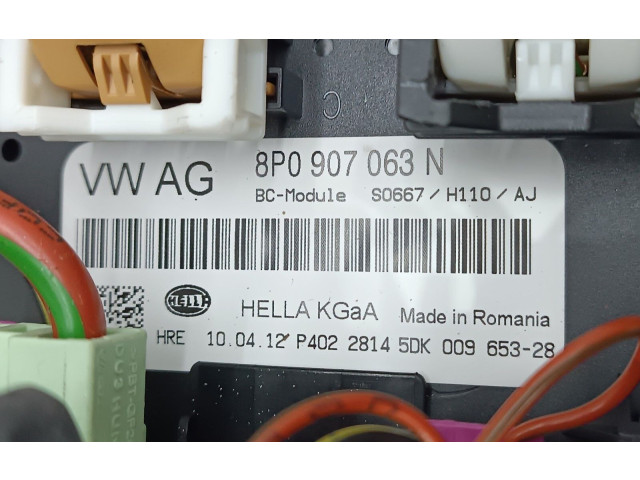 C
VW AG 8P0 907 063 N
BC-Module S0667/H110/AJ
HELLA
HELLA KGaA Made in Romania
HRE 10.04.12 P402 2814 5DK 009 653-28